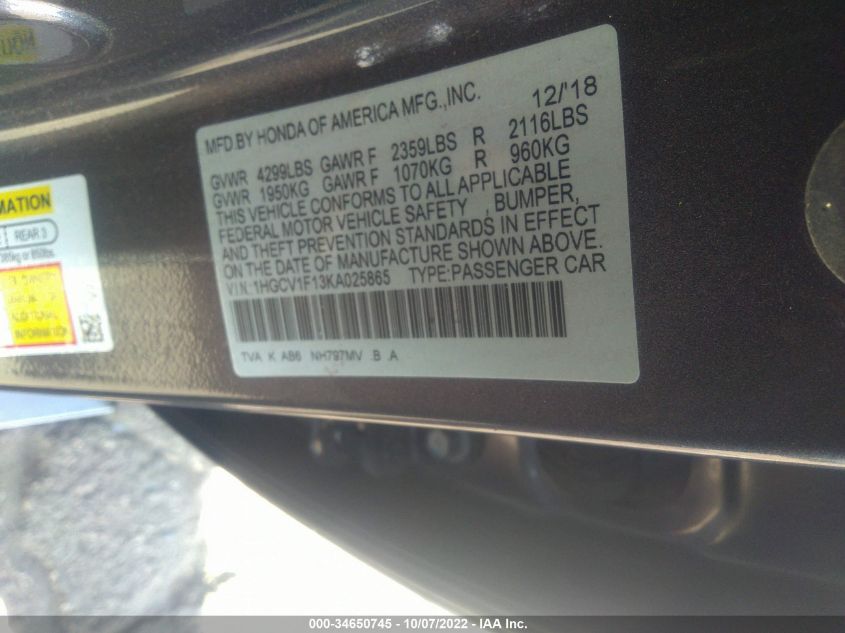 MFD.BY HONDA OF AMERICA MFG.,INC. 12/'18
GVWR 4299LBS GAWR F 2359LBS R 2116LBS
GVWR 1950KG GAWR F 1070KG R 960KG
THIS VEHICLE CONFORMS TO ALL APPLICABLE
FEDERAL MOTOR VEHICLE SAFETY , BUMPER,
AND THEFT PREVENTION STANDARDS IN EFFECT
ON THE DATE OF MANUFACTURE SHOWN ABOVE.
VIN:1HGCV1F13KA025865 TYPE:PASSENGER CAR
TVA K AB6 NH797MV .B .A
MATION
REAR 3
ADDITIONAL
INFORMATION
000-34650745 - 10/07/2022 - IAA Inc.